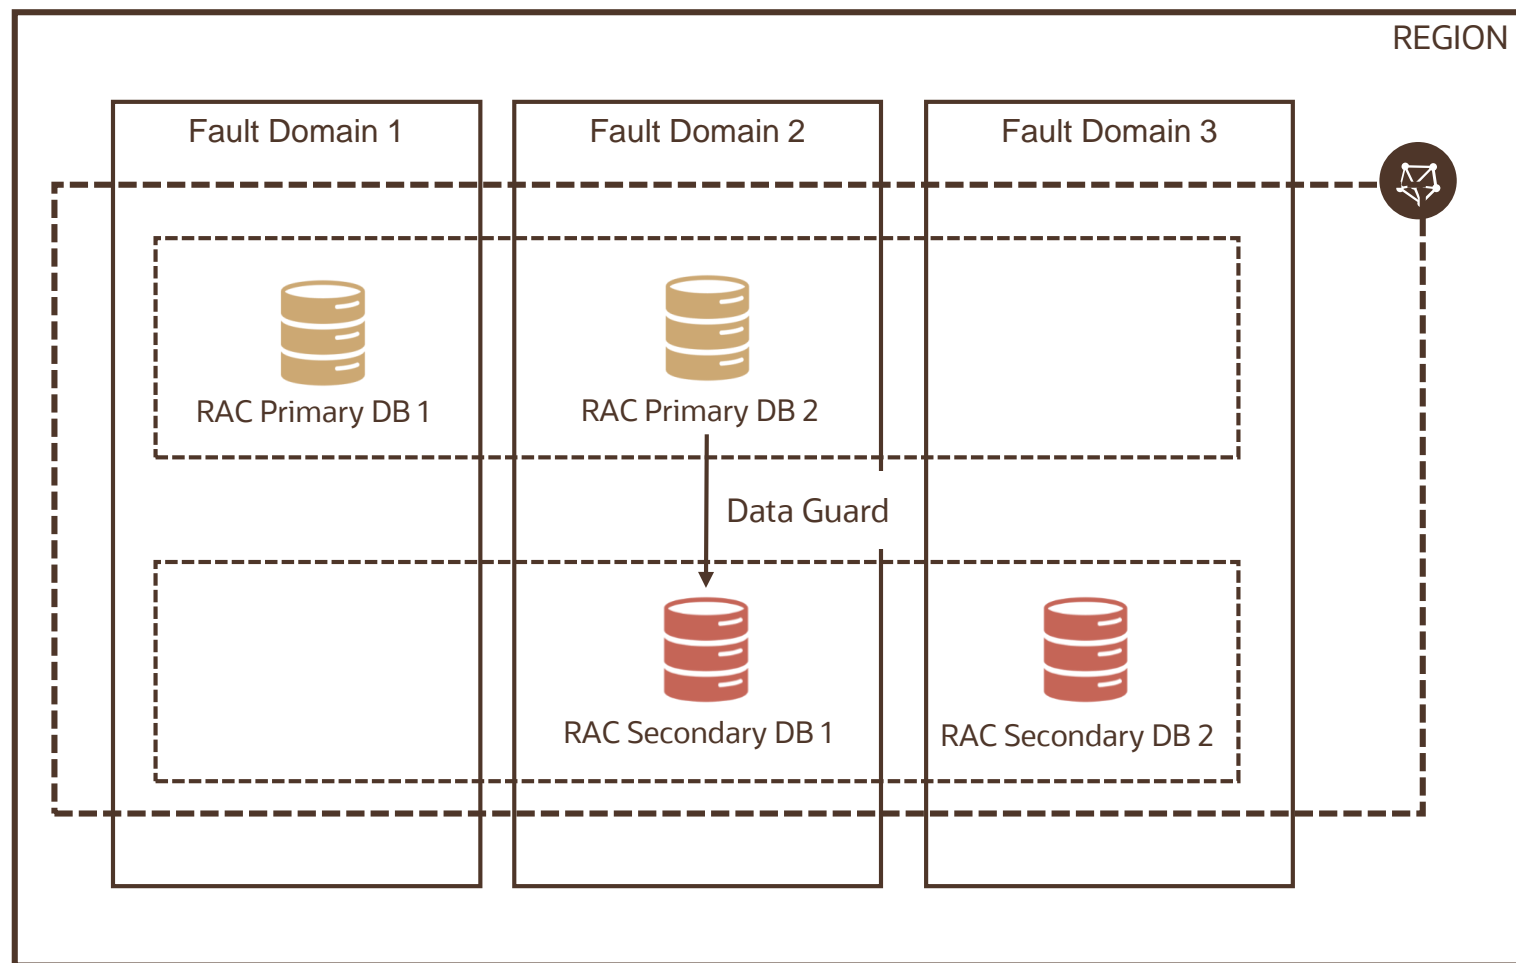 REGION
Fault Domain 1
Fault Domain 2
Fault Domain 3
RAC Primary DB 1
RAC Primary DB 2
Data Guard
RAC Secondary DB 1
RAC Secondary DB 2